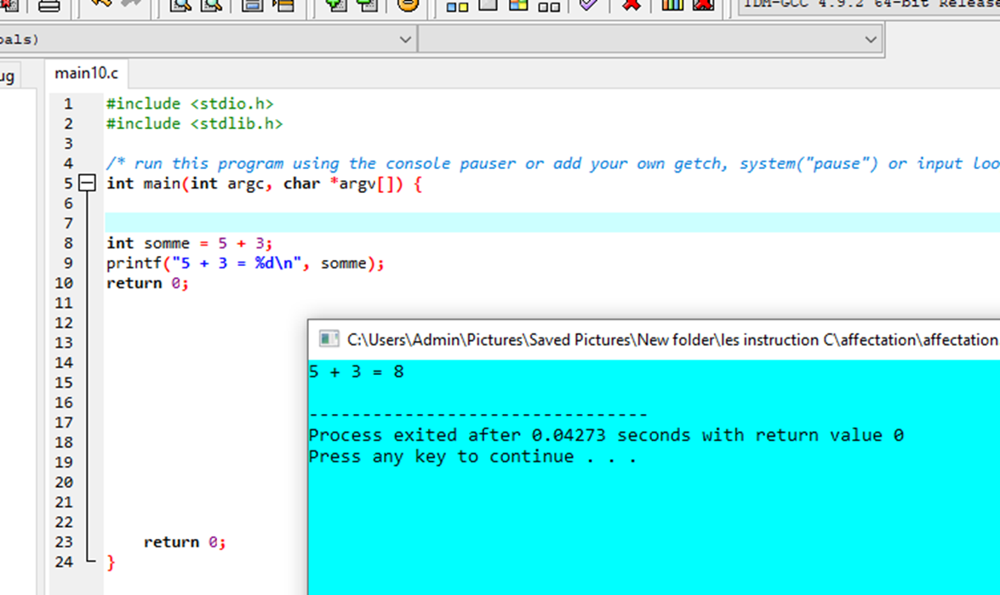 TDM-GCC 4.9.2 64-bit Release
bals)
ug
main10.c
1 #include <stdio.h>
2 #include <stdlib.h>
3
4 /* run this program using the console pauser or add your own getch, system("pause") or input loo
5 int main(int argc, char *argv[]) {
6
7
8 int somme = 5 + 3;
9 printf("5 + 3 = %d\n", somme);
10 return 0;
11
12
13
14
15
16
17
18
19
20
21
22
23 return 0;
24 }
C:\Users\Admin\Pictures\Saved Pictures\New folder\les instruction C\affectation\affectation
5 + 3 = 8
--------------------------------
Process exited after 0.04273 seconds with return value 0
Press any key to continue . . .